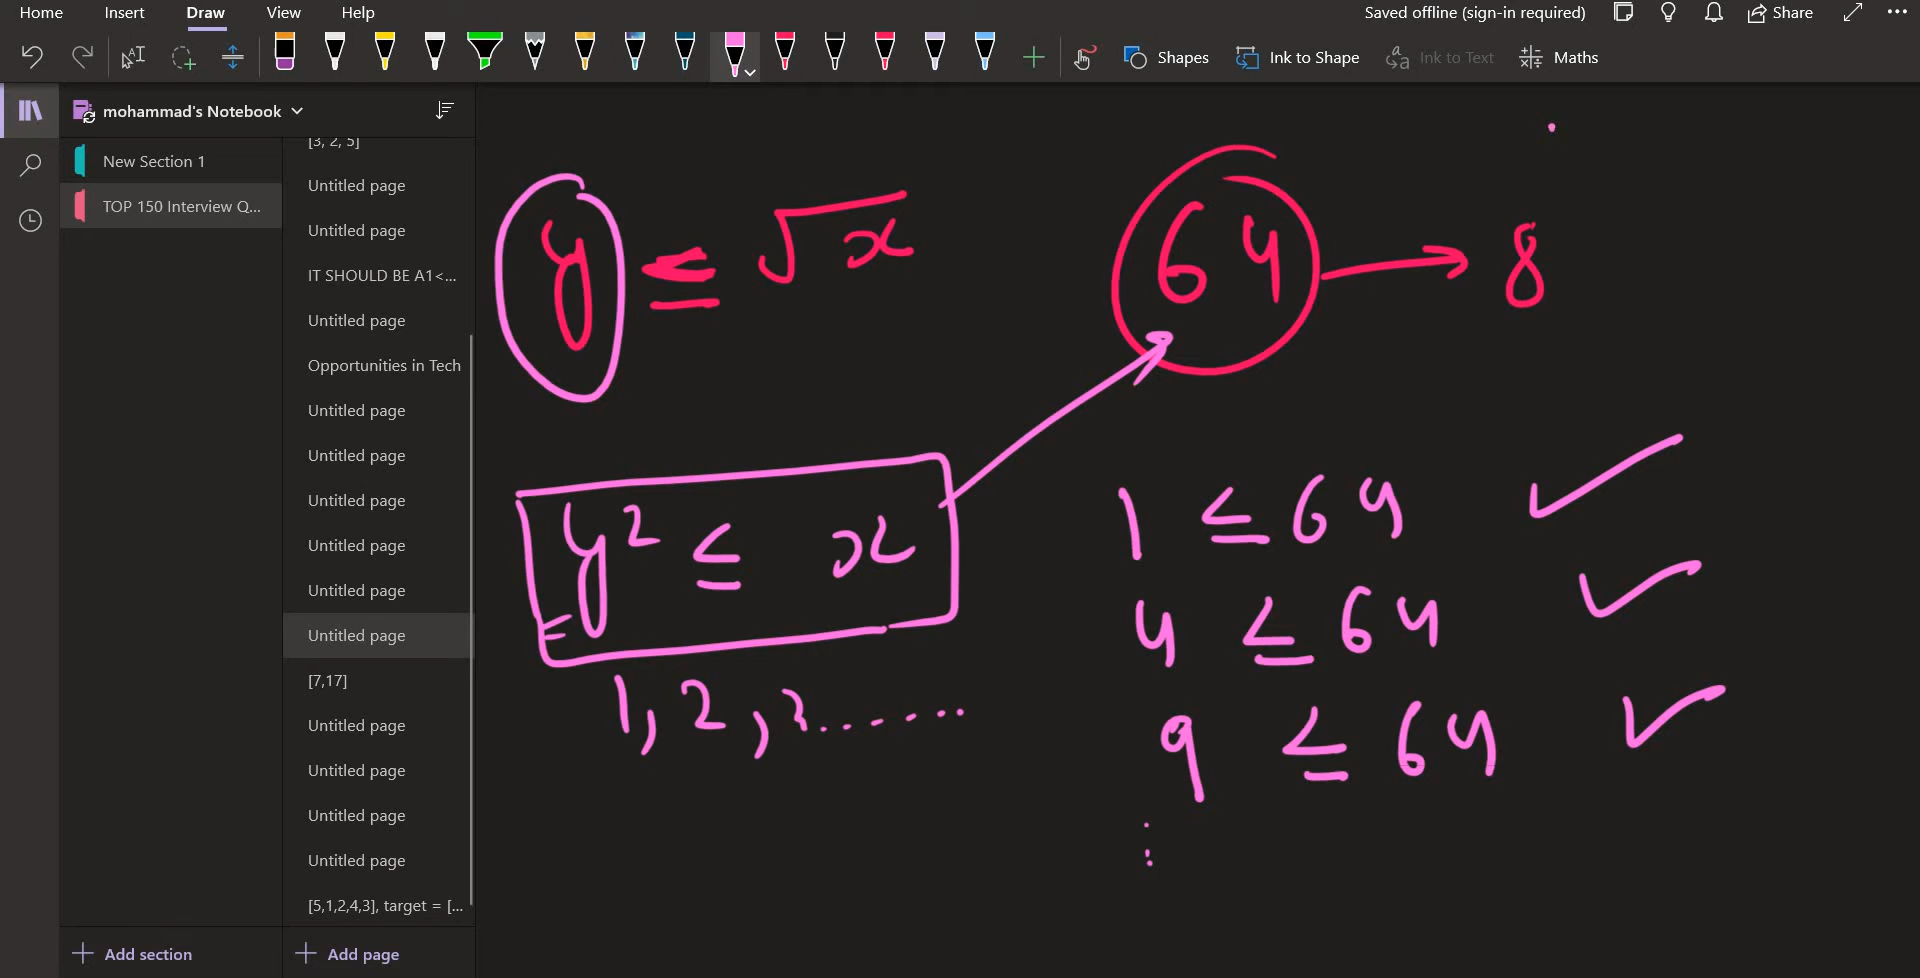 Home Insert Draw View Help Saved offline (sign-in required) Share
Shapes Ink to Shape Ink to Text Maths
mohammad's Notebook
New Section 1
TOP 150 Interview Q...
[3, 2, 5]
Untitled page
Untitled page
IT SHOULD BE A1<...
Untitled page
Opportunities in Tech
Untitled page
Untitled page
Untitled page
Untitled page
Untitled page
Untitled page
[7,17]
Untitled page
Untitled page
Untitled page
Untitled page
[5,1,2,4,3], target = [...
Add section
Add page
y ≤ √x
64 → 8
y² ≤ x
1, 2, 3......
1 ≤ 64 ✓
4 ≤ 64 ✓
9 ≤ 64 ✓
: